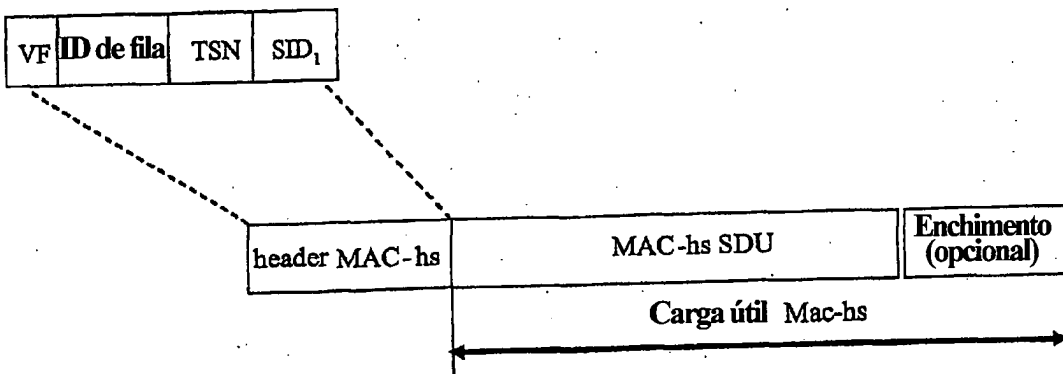 VF ID de fila TSN SID₁
header MAC-hs MAC-hs SDU Enchimento
(opcional)
Carga útil Mac-hs